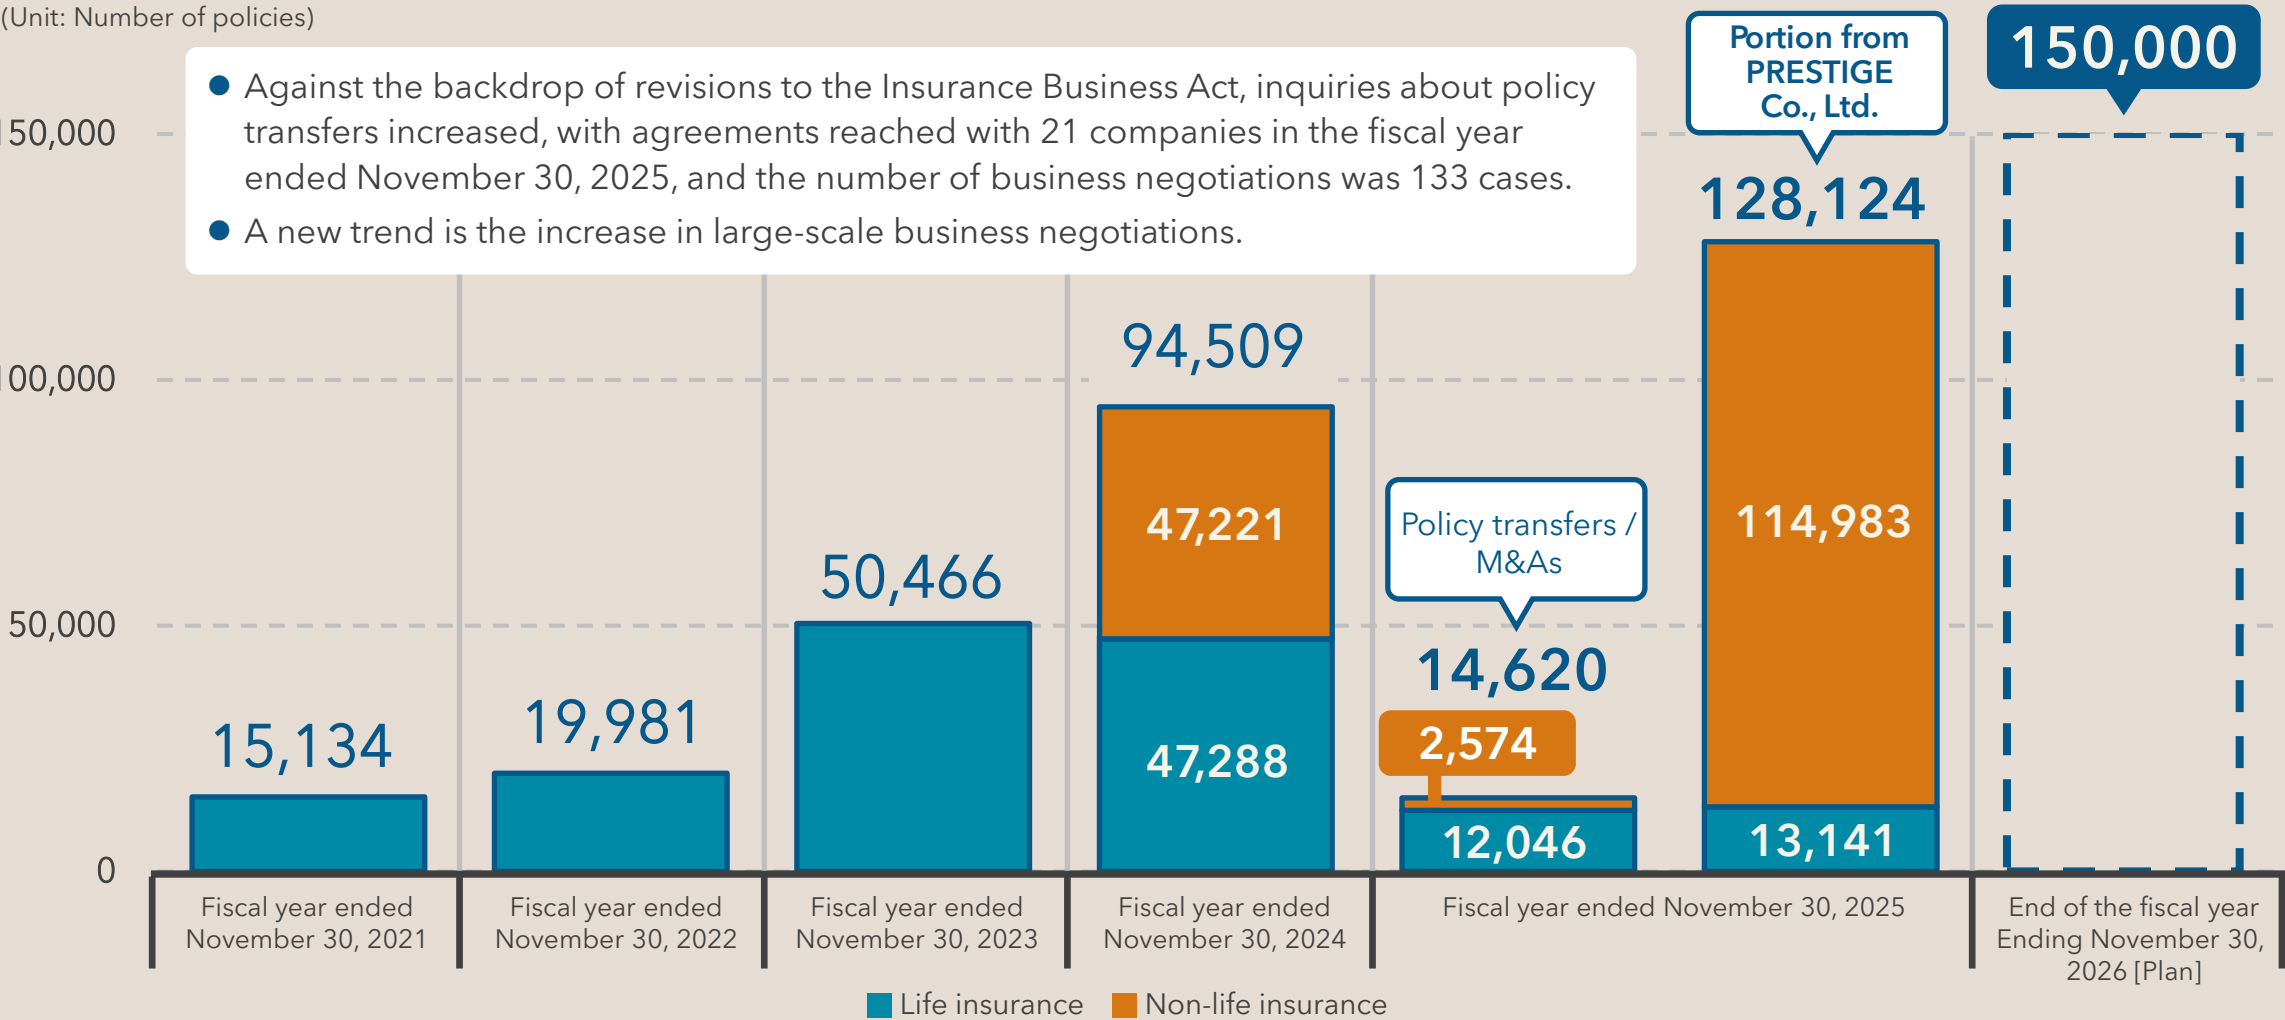 (Unit: Number of policies)
● Against the backdrop of revisions to the Insurance Business Act, inquiries about policy
transfers increased, with agreements reached with 21 companies in the fiscal year
ended November 30, 2025, and the number of business negotiations was 133 cases.
● A new trend is the increase in large-scale business negotiations.
Portion from
PRESTIGE
Co., Ltd.
150,000
150,000
128,124
94,509
100,000
114,983
47,221
Policy transfers /
M&As
50,466
50,000
14,620
15,134
19,981
2,574
47,288
12,046
13,141
0
Fiscal year ended
November 30, 2021
Fiscal year ended
November 30, 2022
Fiscal year ended
November 30, 2023
Fiscal year ended
November 30, 2024
Fiscal year ended November 30, 2025
End of the fiscal year
Ending November 30,
2026 [Plan]
Life insurance
Non-life insurance